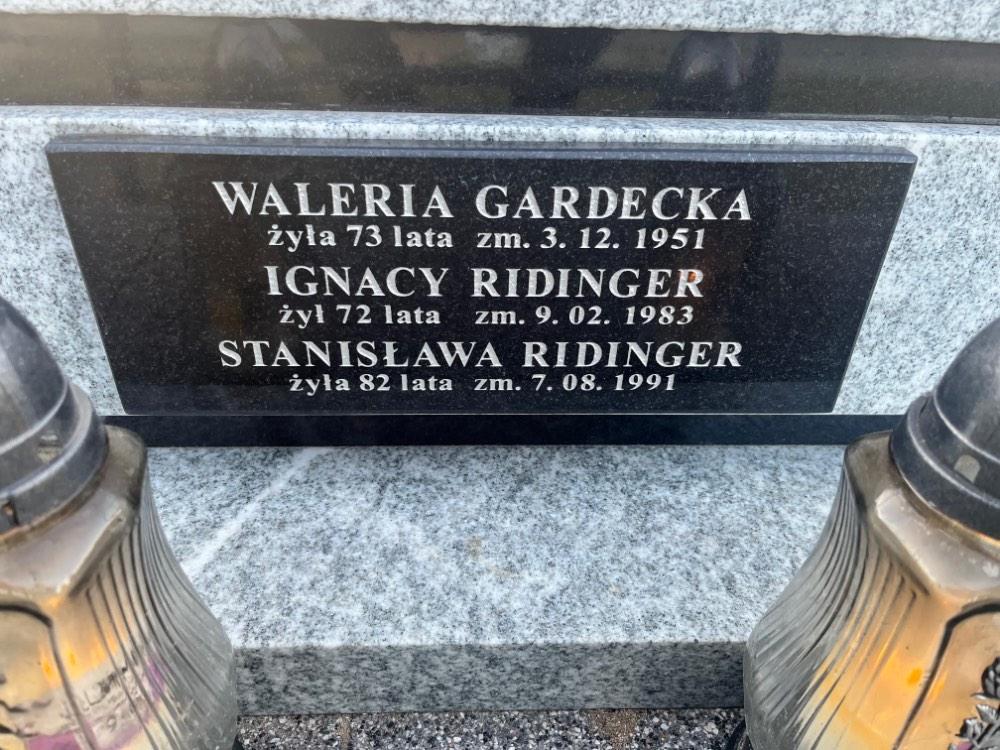 WALERIA GARDECKA
żyła 73 lata zm. 3. 12. 1951
IGNACY RIDINGER
żył 72 lata zm. 9. 02. 1983
STANISŁAWA RIDINGER
żyła 82 lata zm. 7. 08. 1991